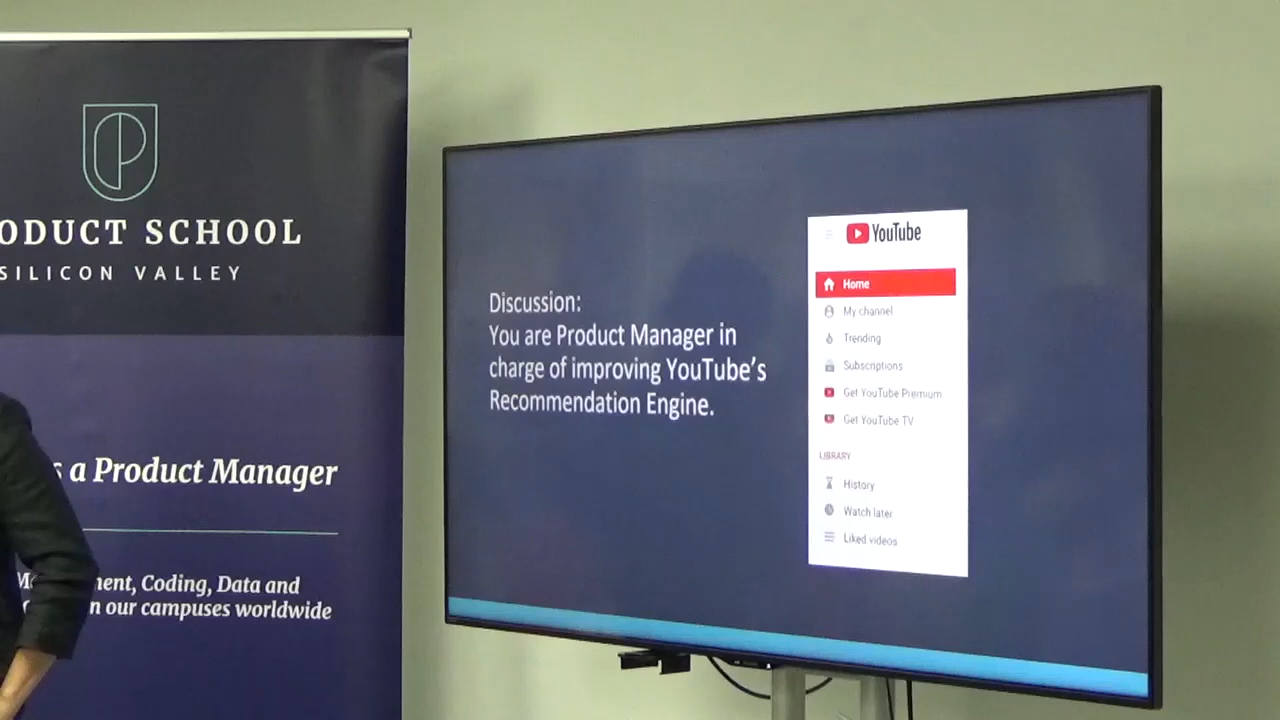 ODUCT SCHOOL
SILICON VALLEY
a Product Manager
Coding, Data and
n our campuses worldwide
Discussion:
You are Product Manager in
charge of improving YouTube's
Recommendation Engine.
YouTube
Home
My channel
Trending
Subscriptions
Get YouTube Premium
Get YouTube TV
LIBRARY
History
Watch later
Liked videos